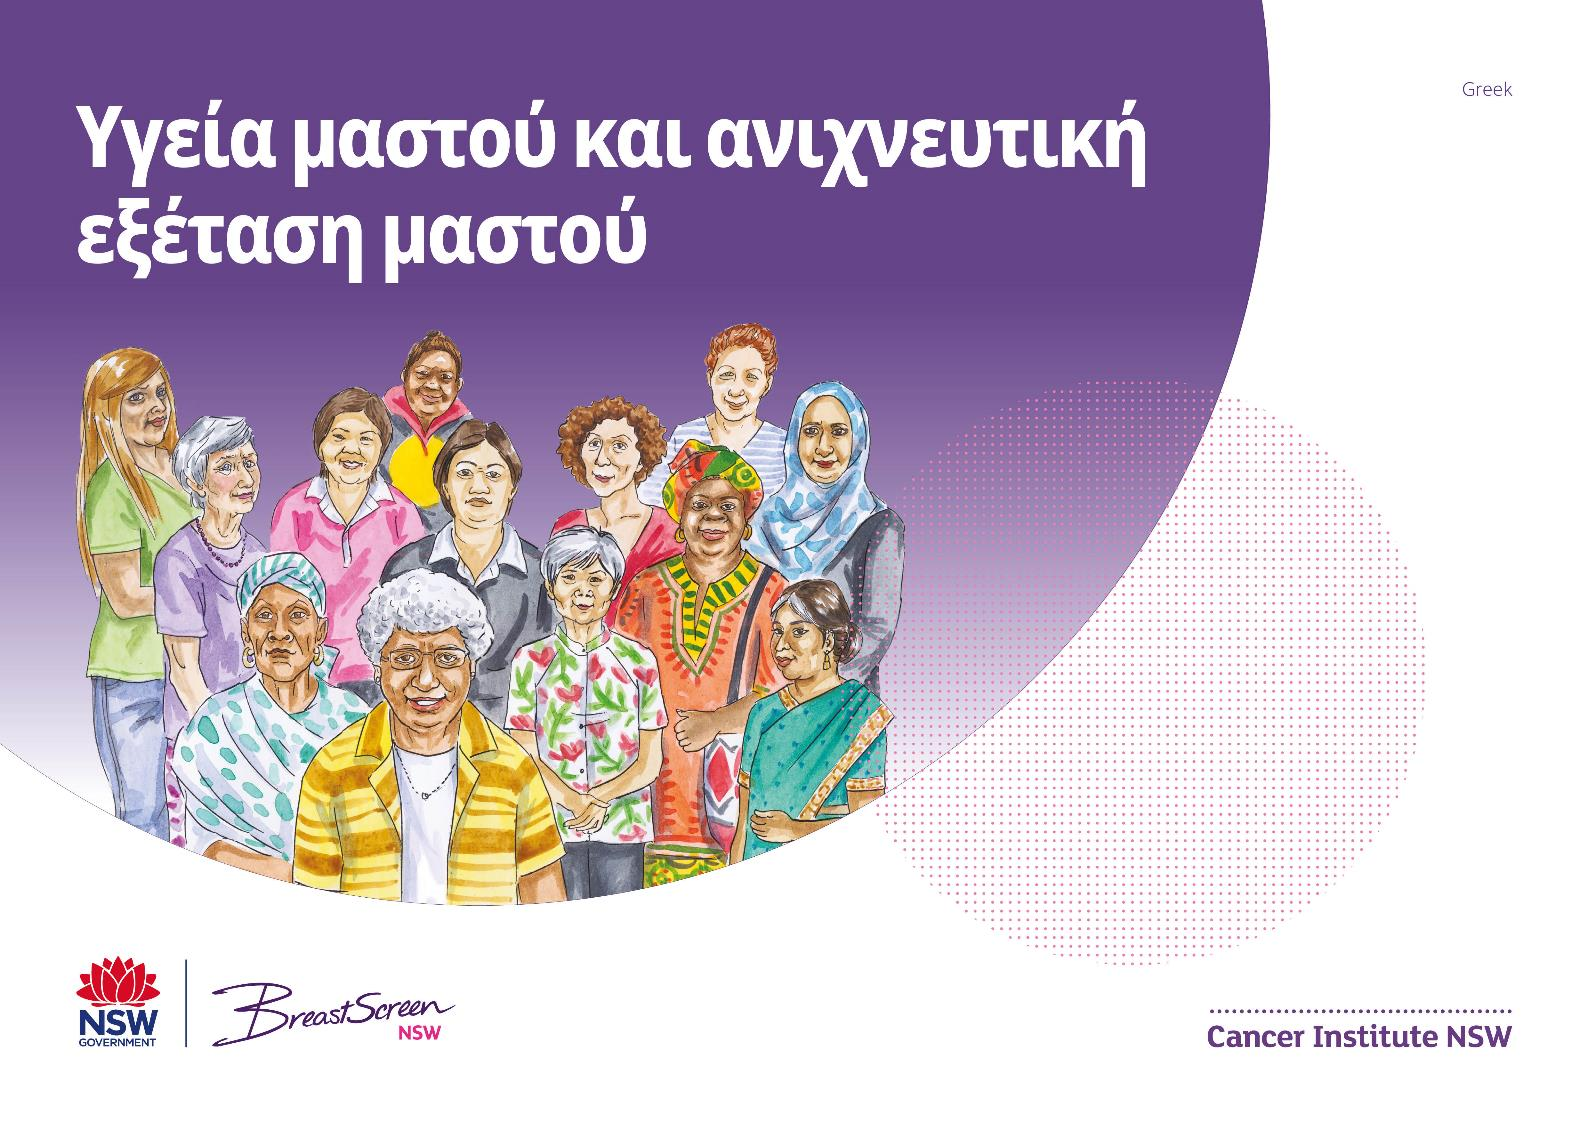 Greek
Υγεία μαστού και ανιχνευτική
εξέταση μαστού
NSW
GOVERNMENT
BreastScreen
NSW
Cancer Institute NSW